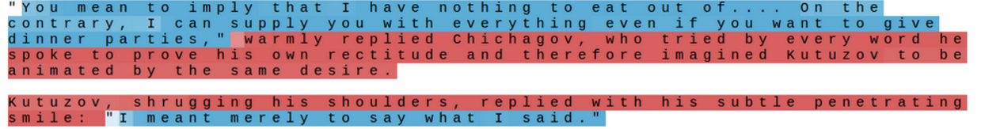 "You mean to imply that I have nothing to eat out of.... On the
contrary, I can supply you with everything even if you want to give
dinner parties," warmly replied Chichagov, who tried by every word he
spoke to prove his own rectitude and therefore imagined Kutuzov to be
animated by the same desire.
Kutuzov, shrugging his shoulders, replied with his subtle penetrating
smile: "I meant merely to say what I said."